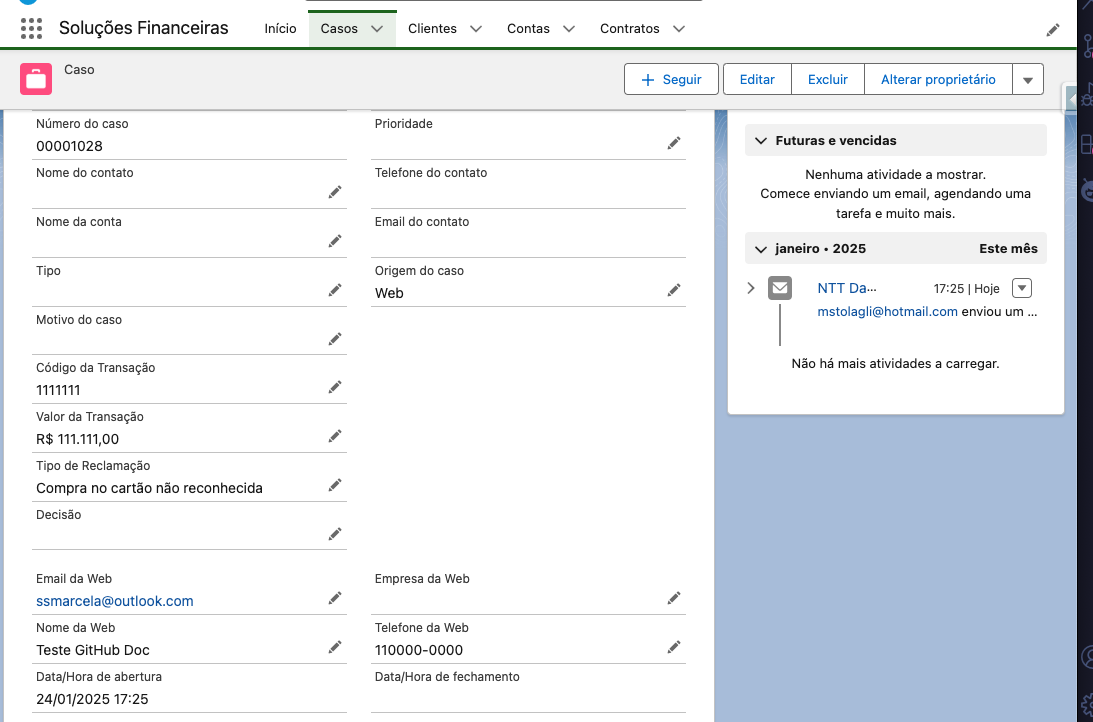 Soluções Financeiras
Início
Casos
Clientes
Contas
Contratos
Caso
Seguir
Editar
Excluir
Alterar proprietário
Número do caso
00001028
Prioridade
Nome do contato
Telefone do contato
Nome da conta
Email do contato
Tipo
Origem do caso
Web
Motivo do caso
Código da Transação
1111111
Valor da Transação
R$ 111.111,00
Tipo de Reclamação
Compra no cartão não reconhecida
Decisão
Email da Web
ssmarcela@outlook.com
Empresa da Web
Nome da Web
Teste GitHub Doc
Telefone da Web
110000-0000
Data/Hora de abertura
24/01/2025 17:25
Data/Hora de fechamento
Futuras e vencidas
Nenhuma atividade a mostrar.
Comece enviando um email, agendando uma
tarefa e muito mais.
janeiro • 2025
Este mês
NTT Da...
17:25 | Hoje
mstolagli@hotmail.com enviou um ...
Não há mais atividades a carregar.